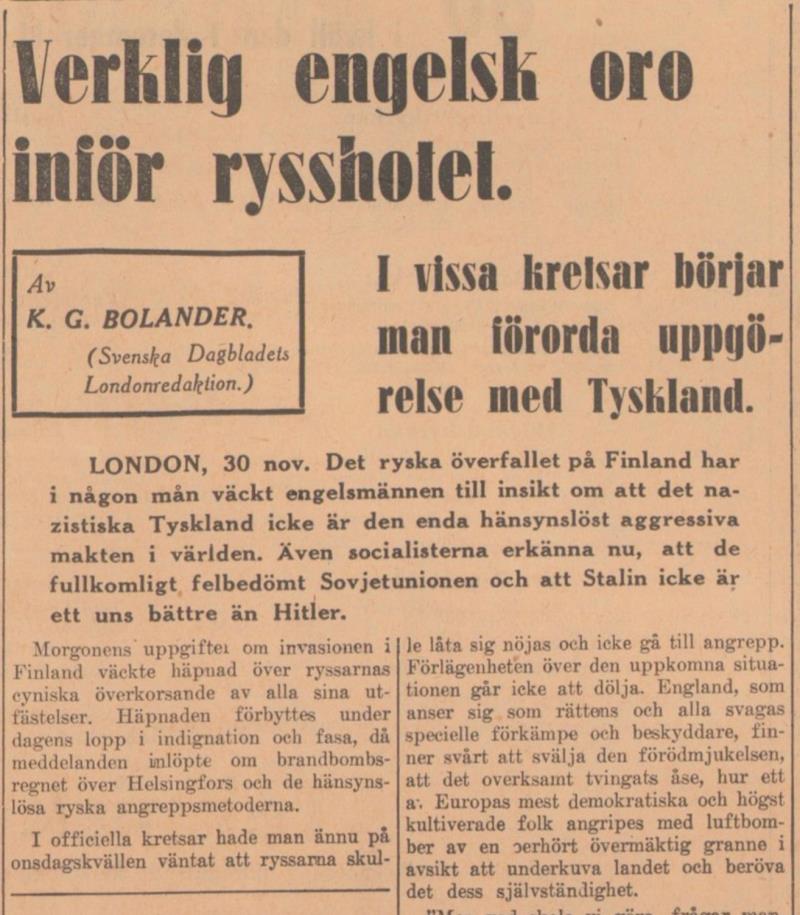 Verklig engelsk oro
inför rysshotet.
Av
K. G. BOLANDER.
(Svenska Dagbladets
Londonredaktion.)
I vissa kretsar börjar
man förorda uppgö-
relse med Tyskland.
LONDON, 30 nov. Det ryska överfallet på Finland har
i någon mån väckt engelsmännen till insikt om att det na-
zistiska Tyskland icke är den enda hänsynslöst aggressiva
makten i världen. Även socialisterna erkänna nu, att de
fullkomligt felbedömt Sovjetunionen och att Stalin icke är
ett uns bättre än Hitler.
Morgonens uppgifter om invasionen i
Finland väckte häpnad över ryssarnas
cyniska överkorsande av alla sina ut-
fästelser. Häpnaden förbyttes under
dagens lopp i indignation och fasa, då
meddelanden inlöpte om brandbombs-
regnet över Helsingfors och de hänsyns-
lösa ryska angreppsmetoderna.
I officiella kretsar hade man ännu på
onsdagskvällen väntat att ryssarna skul-
le låta sig nöjas och icke gå till angrepp.
Förlägenheten över den uppkomna situa-
tionen går icke att dölja. England, som
anser sig som rättens och alla svagas
specielle förkämpe och beskyddare, fin-
ner svårt att svälja den förödmjukelsen,
att det overksamt tvingats åse, hur ett
av Europas mest demokratiska och högst
kultiverade folk angripes med luftbom-
ber av en oerhört övermäktig granne i
avsikt att underkuva landet och beröva
det dess självständighet.